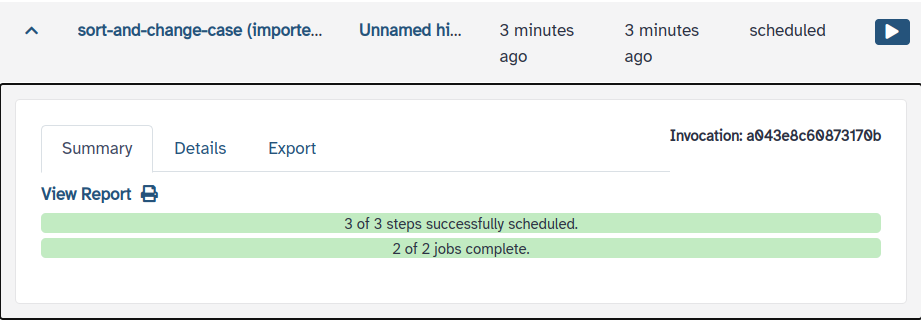 sort-and-change-case (importe... Unnamed hi... 3 minutes ago 3 minutes ago scheduled
Summary Details Export Invocation: a043e8c60873170b
View Report
3 of 3 steps successfully scheduled.
2 of 2 jobs complete.